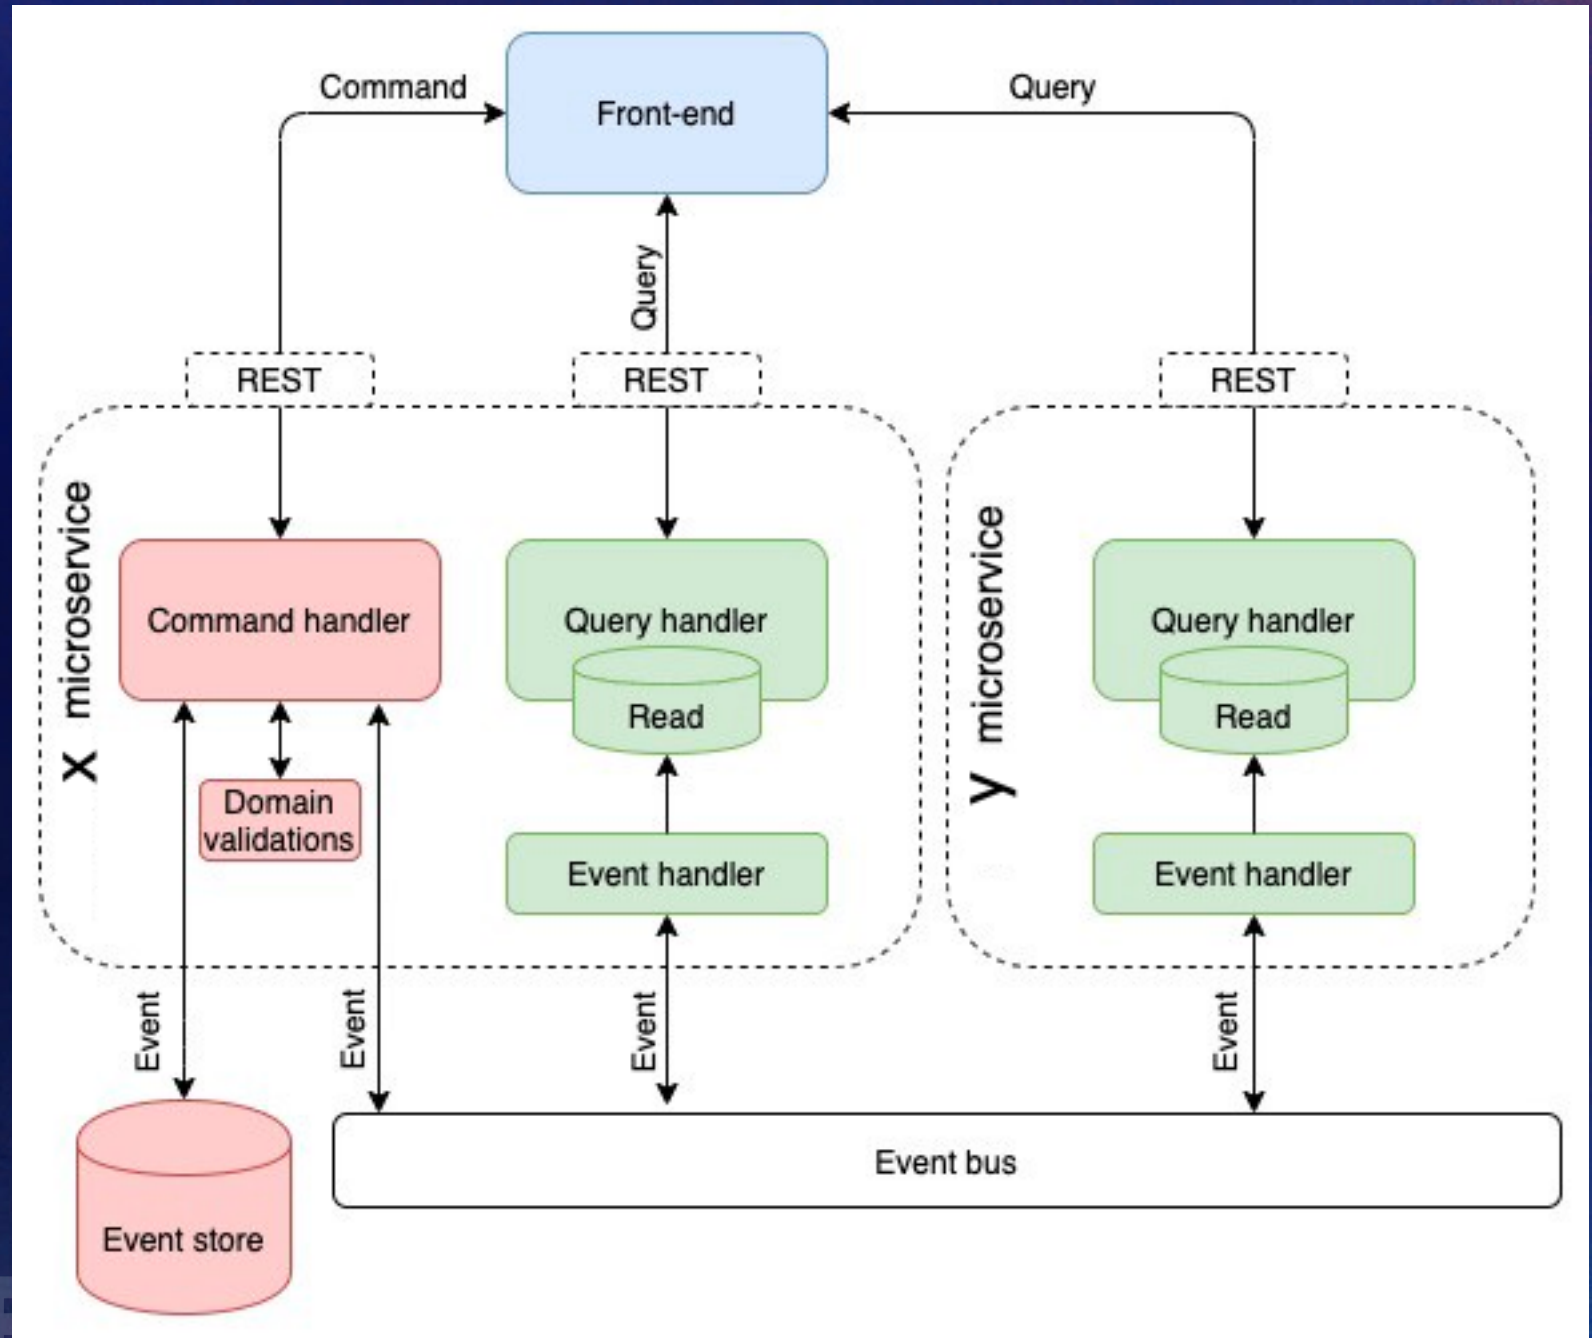 Command
Front-end
Query
Query
REST
REST
REST
X microservice
y microservice
Command handler
Query handler
Query handler
Read
Read
Domain
validations
Event handler
Event handler
Event
Event
Event
Event
Event bus
Event store